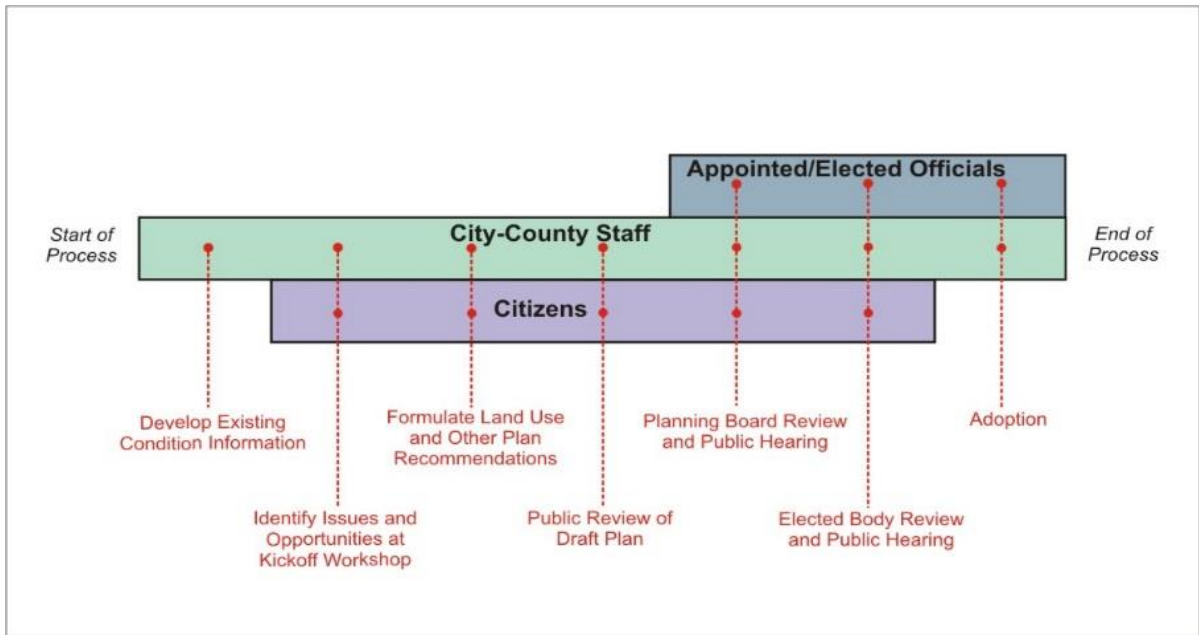 Appointed/Elected Officials
Start of
Process
City-County Staff
End of
Process
Citizens
Develop Existing
Condition Information
Formulate Land Use
and Other Plan
Recommendations
Planning Board Review
and Public Hearing
Adoption
Identify Issues and
Opportunities at
Kickoff Workshop
Public Review of
Draft Plan
Elected Body Review
and Public Hearing